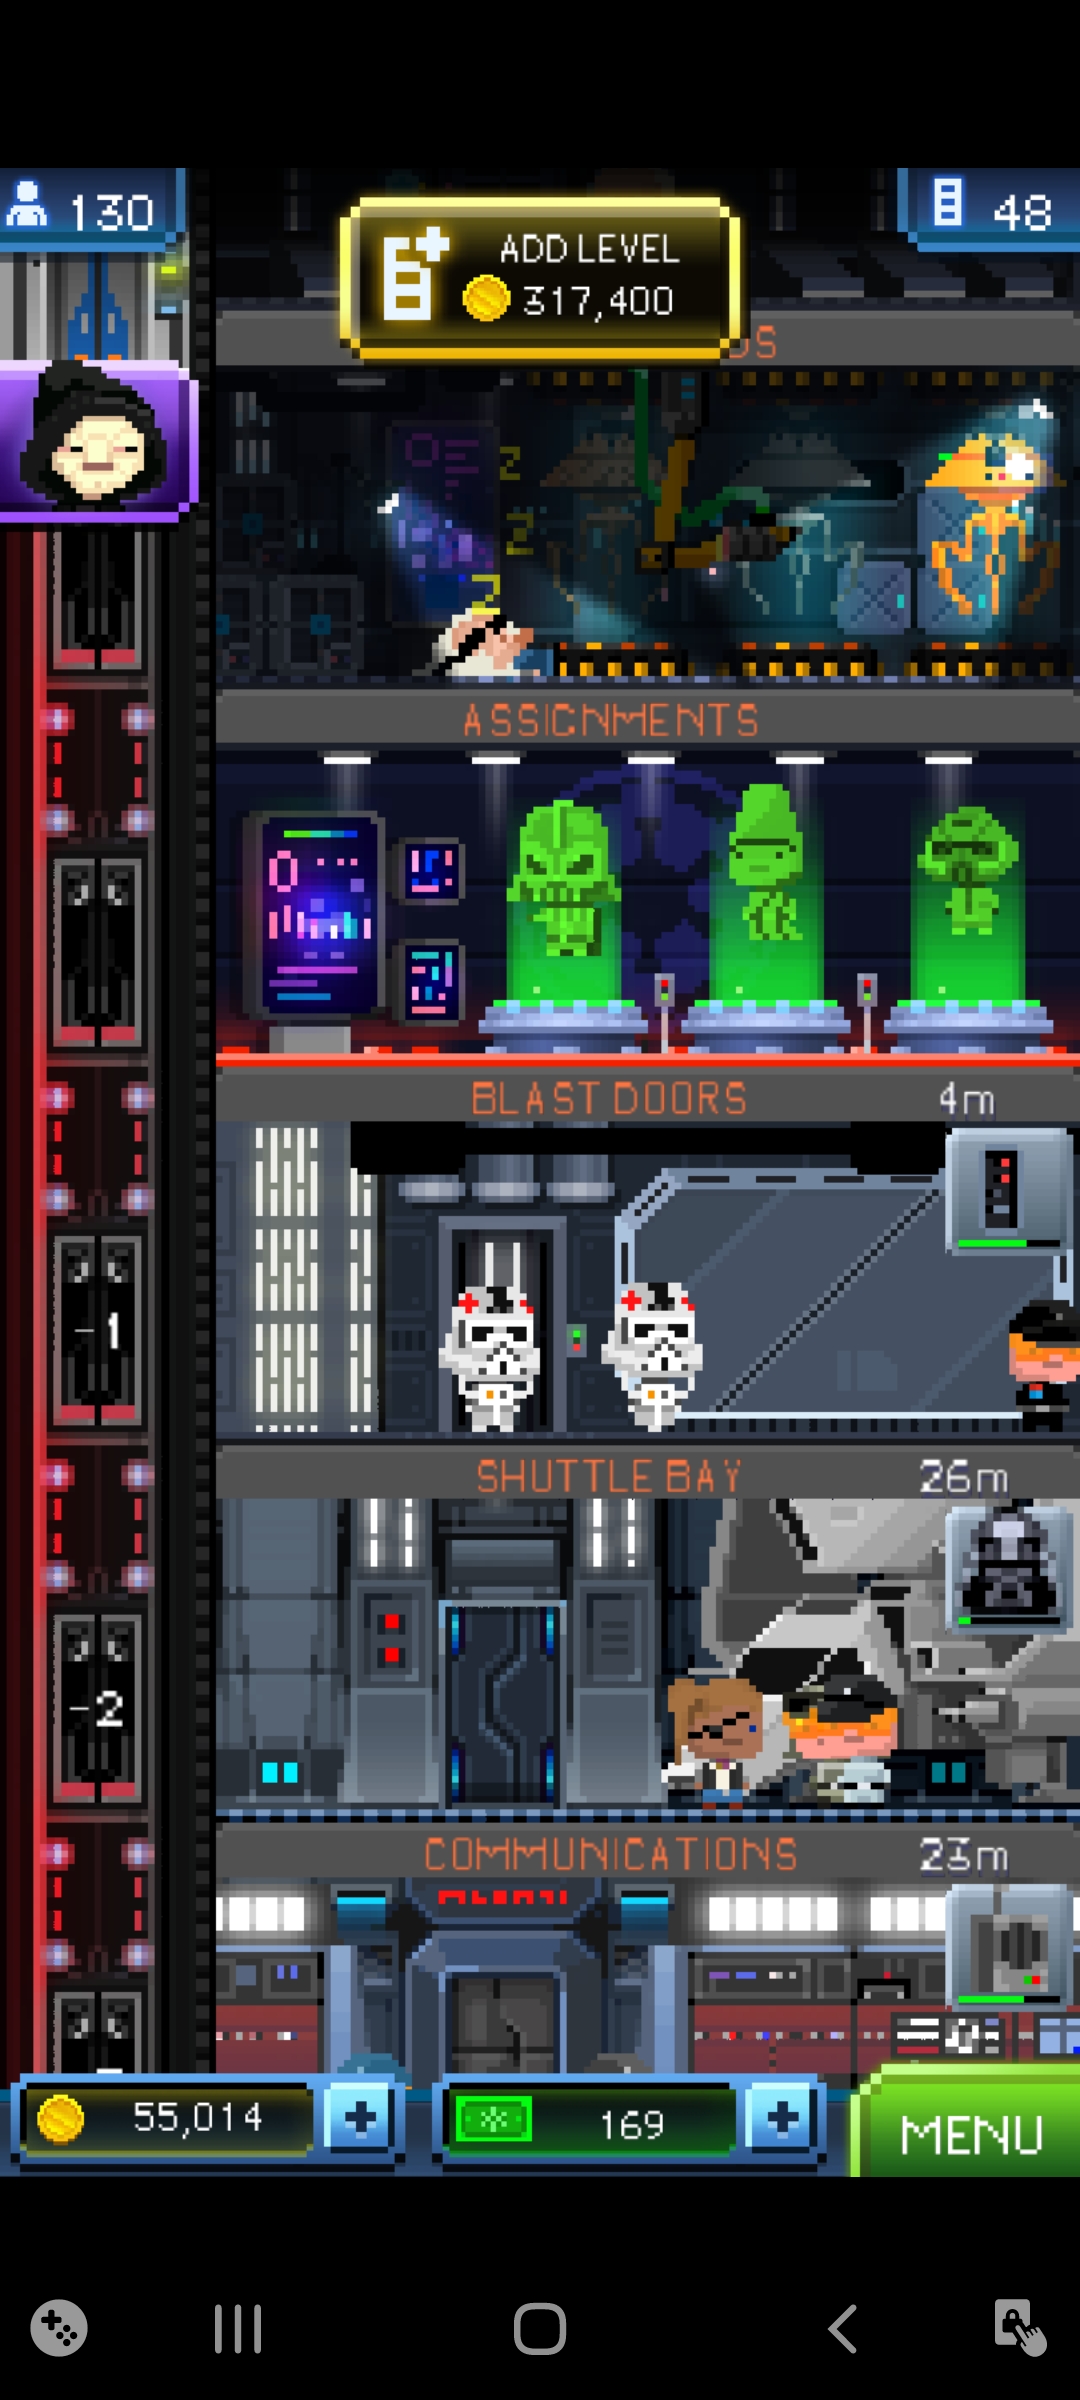 130
48
ADD LEVEL
317,400
DS
Z
Z
Z
ASSIGNMENTS
BLAST DOORS 4m
-1
SHUTTLE BAY 26m
-2
COMMUNICATIONS 23m
55,014
169
MENU